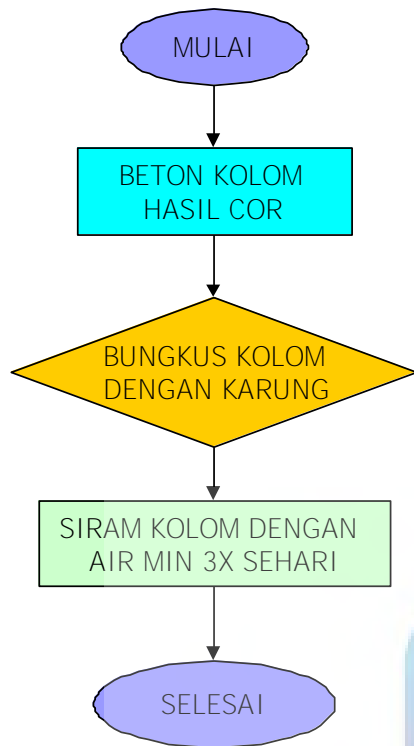 MULAI
BETON KOLOM
HASIL COR
BUNGKUS KOLOM
DENGAN KARUNG
SIRAM KOLOM DENGAN
AIR MIN 3X SEHARI
SELESAI